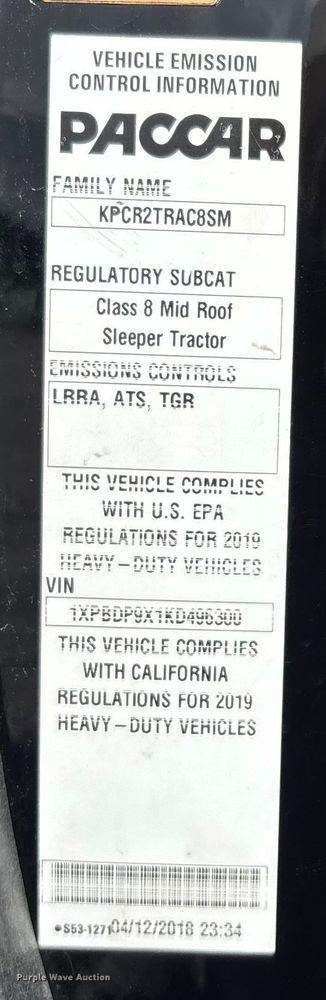 VEHICLE EMISSION
CONTROL INFORMATION
PACCAR
FAMILY NAME
KPCR2TRAC8SM
REGULATORY SUBCAT
Class 8 Mid Roof
Sleeper Tractor
EMISSIONS CONTROLS
LRRA, ATS, TGR
THIS VEHICLE COMPLIES
WITH U.S. EPA
REGULATIONS FOR 2019
HEAVY-DUTY VEHICLES
VIN
1XPBDP9X1KD496300
THIS VEHICLE COMPLIES
WITH CALIFORNIA
REGULATIONS FOR 2019
HEAVY-DUTY VEHICLES
•S53-1271 04/12/2018 23:34
Purple Wave Auction